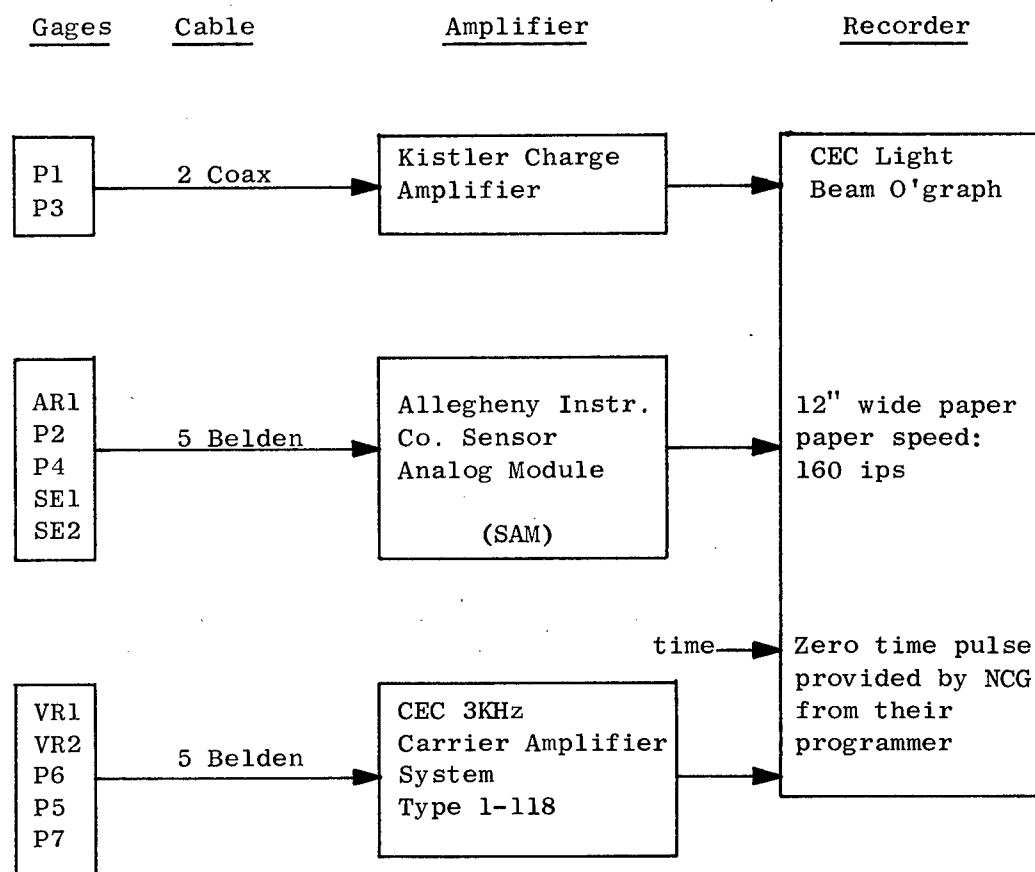 Gages Cable Amplifier Recorder
P1
P3
2 Coax
Kistler Charge
Amplifier
CEC Light
Beam O'graph
AR1
P2
P4
SE1
SE2
5 Belden
Allegheny Instr.
Co. Sensor
Analog Module
(SAM)
12" wide paper
paper speed:
160 ips
time
Zero time pulse
provided by NCG
from their
programmer
VR1
VR2
P6
P5
P7
5 Belden
CEC 3KHz
Carrier Amplifier
System
Type 1-118